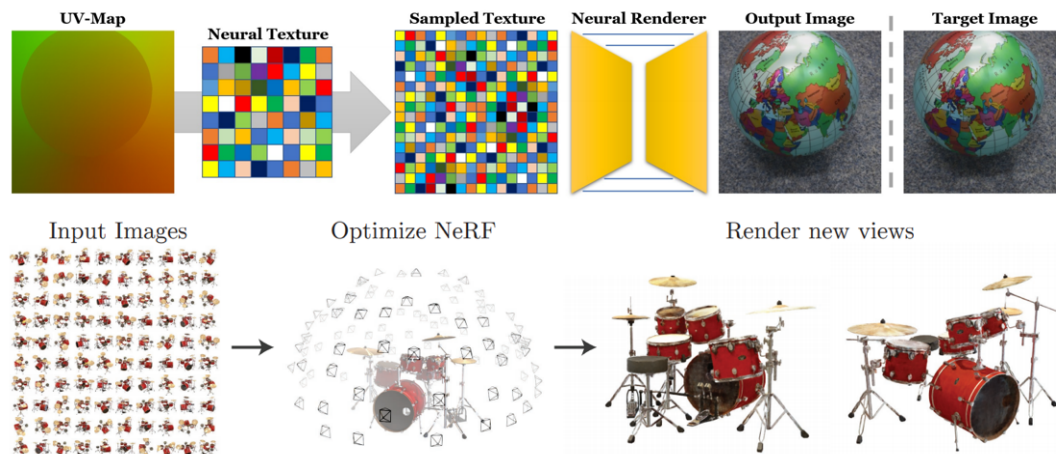 UV-Map
Neural Texture
Sampled Texture
Neural Renderer
Output Image
Target Image
Input Images
Optimize NeRF
Render new views